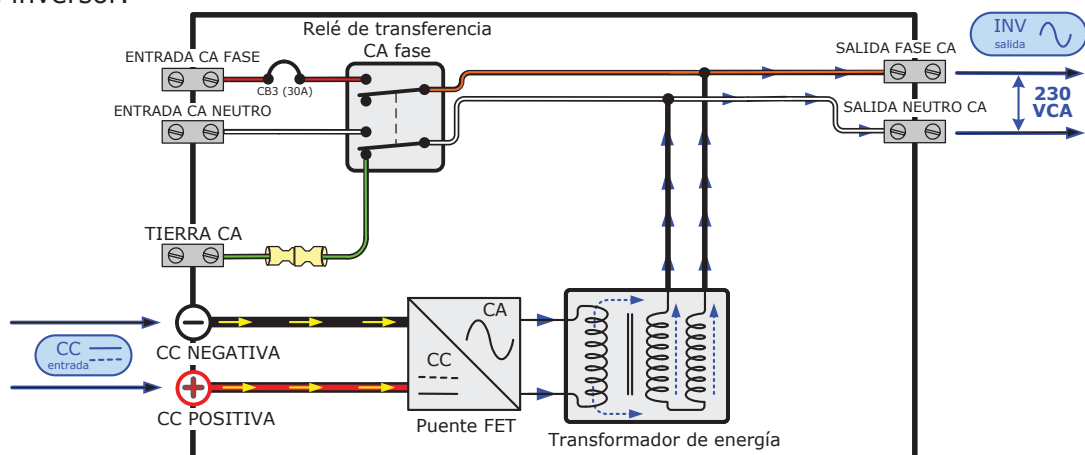 inversor.
Relé de transferencia
CA fase
ENTRADA CA FASE
CB3 (30A)
ENTRADA CA NEUTRO
TIERRA CA
SALIDA FASE CA
SALIDA NEUTRO CA
INV
salida
230
VCA
CC
entrada
CC NEGATIVA
CC POSITIVA
CA
CC
Puente FET
Transformador de energía